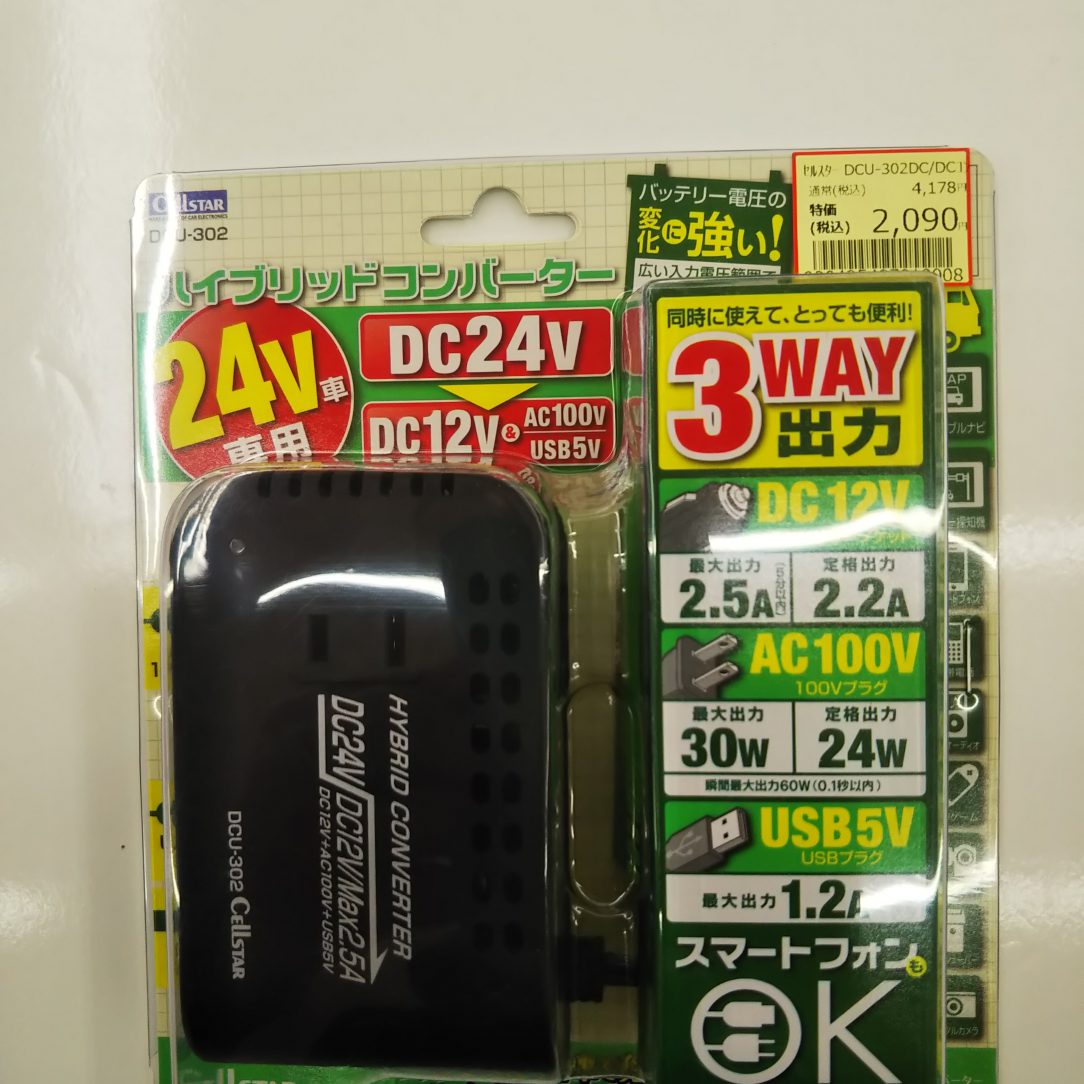 CELLSTAR
DCU-302
ハイブリッドコンバーター
24V車
専用
DC24V
DC12V & AC100V
USB5V
バッテリー電圧の
変化に強い!
広い入力電圧範囲で
セルスター DCU-302DC/DC
通常(税込) 4,178円
特価
(税込) 2,090円
同時に使えて、とっても便利!
3WAY
出力
DC12V
最大出力 定格出力
2.5A (5分以内) 2.2A
AC100V
100Vプラグ
最大出力 定格出力
30W 24W
瞬間最大出力60W(0.1秒以内)
USB5V
USBプラグ
最大出力 1.2A
スマートフォンも
OK
HYBRID CONVERTER
DC24V/DC12V/Max2.5A
DC12V+AC100V+USB5V
DCU-302 CELLSTAR